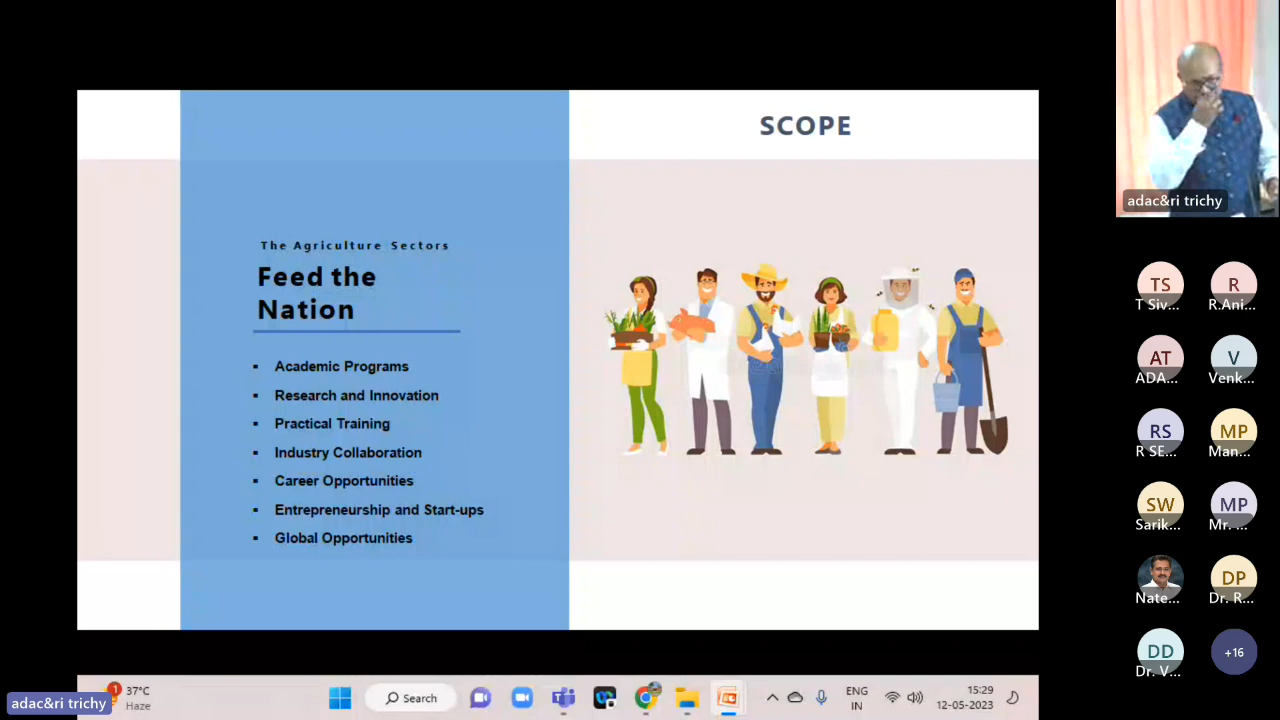 SCOPE
The Agriculture Sectors
Feed the
Nation
Academic Programs
Research and Innovation
Practical Training
Industry Collaboration
Career Opportunities
Entrepreneurship and Start-ups
Global Opportunities
adac&ri trichy
TS
T Siv...
R
R.Ani...
AT
ADA...
V
Venk...
RS
R SE...
MP
Man...
SW
Sarik...
MP
Mr. ...
Nate...
DP
Dr. R...
DD
Dr. V...
+16
adac&ri trichy
1
37°C
Haze
Search
ENG
IN
15:29
12-05-2023